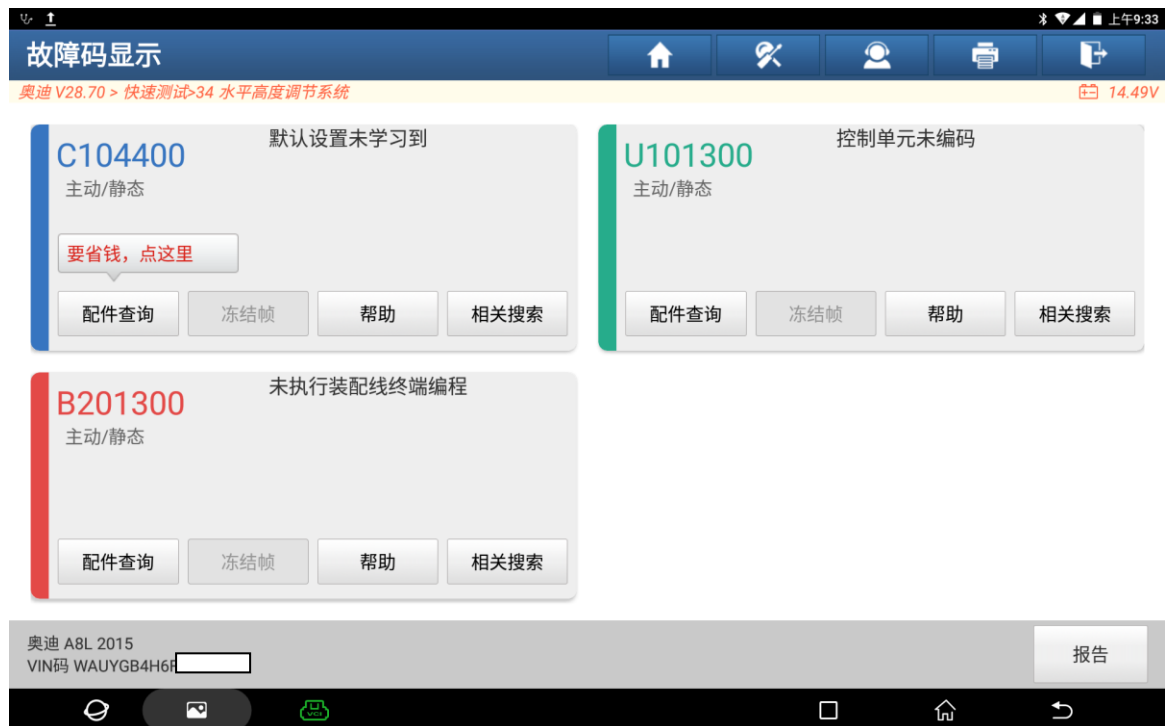 上午9:33
故障码显示
奥迪 V28.70 > 快速测试>34 水平高度调节系统
14.49V
C104400
默认设置未学习到
主动/静态
要省钱，点这里
配件查询
冻结帧
帮助
相关搜索
U101300
控制单元未编码
主动/静态
配件查询
冻结帧
帮助
相关搜索
B201300
未执行装配线终端编程
主动/静态
配件查询
冻结帧
帮助
相关搜索
奥迪 A8L 2015
VIN码 WAUYGB4H6F
报告
VCI